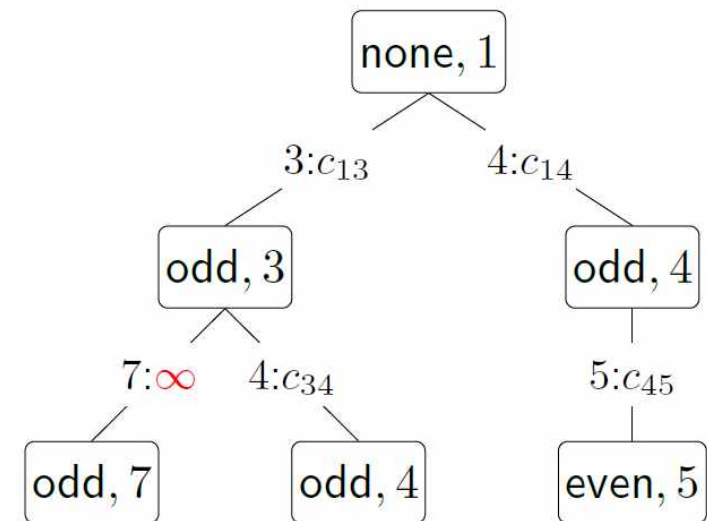 none, 1
3:c₁₃ 4:c₁₄
odd, 3 odd, 4
7:∞ 4:c₃₄ 5:c₄₅
odd, 7 odd, 4 even, 5